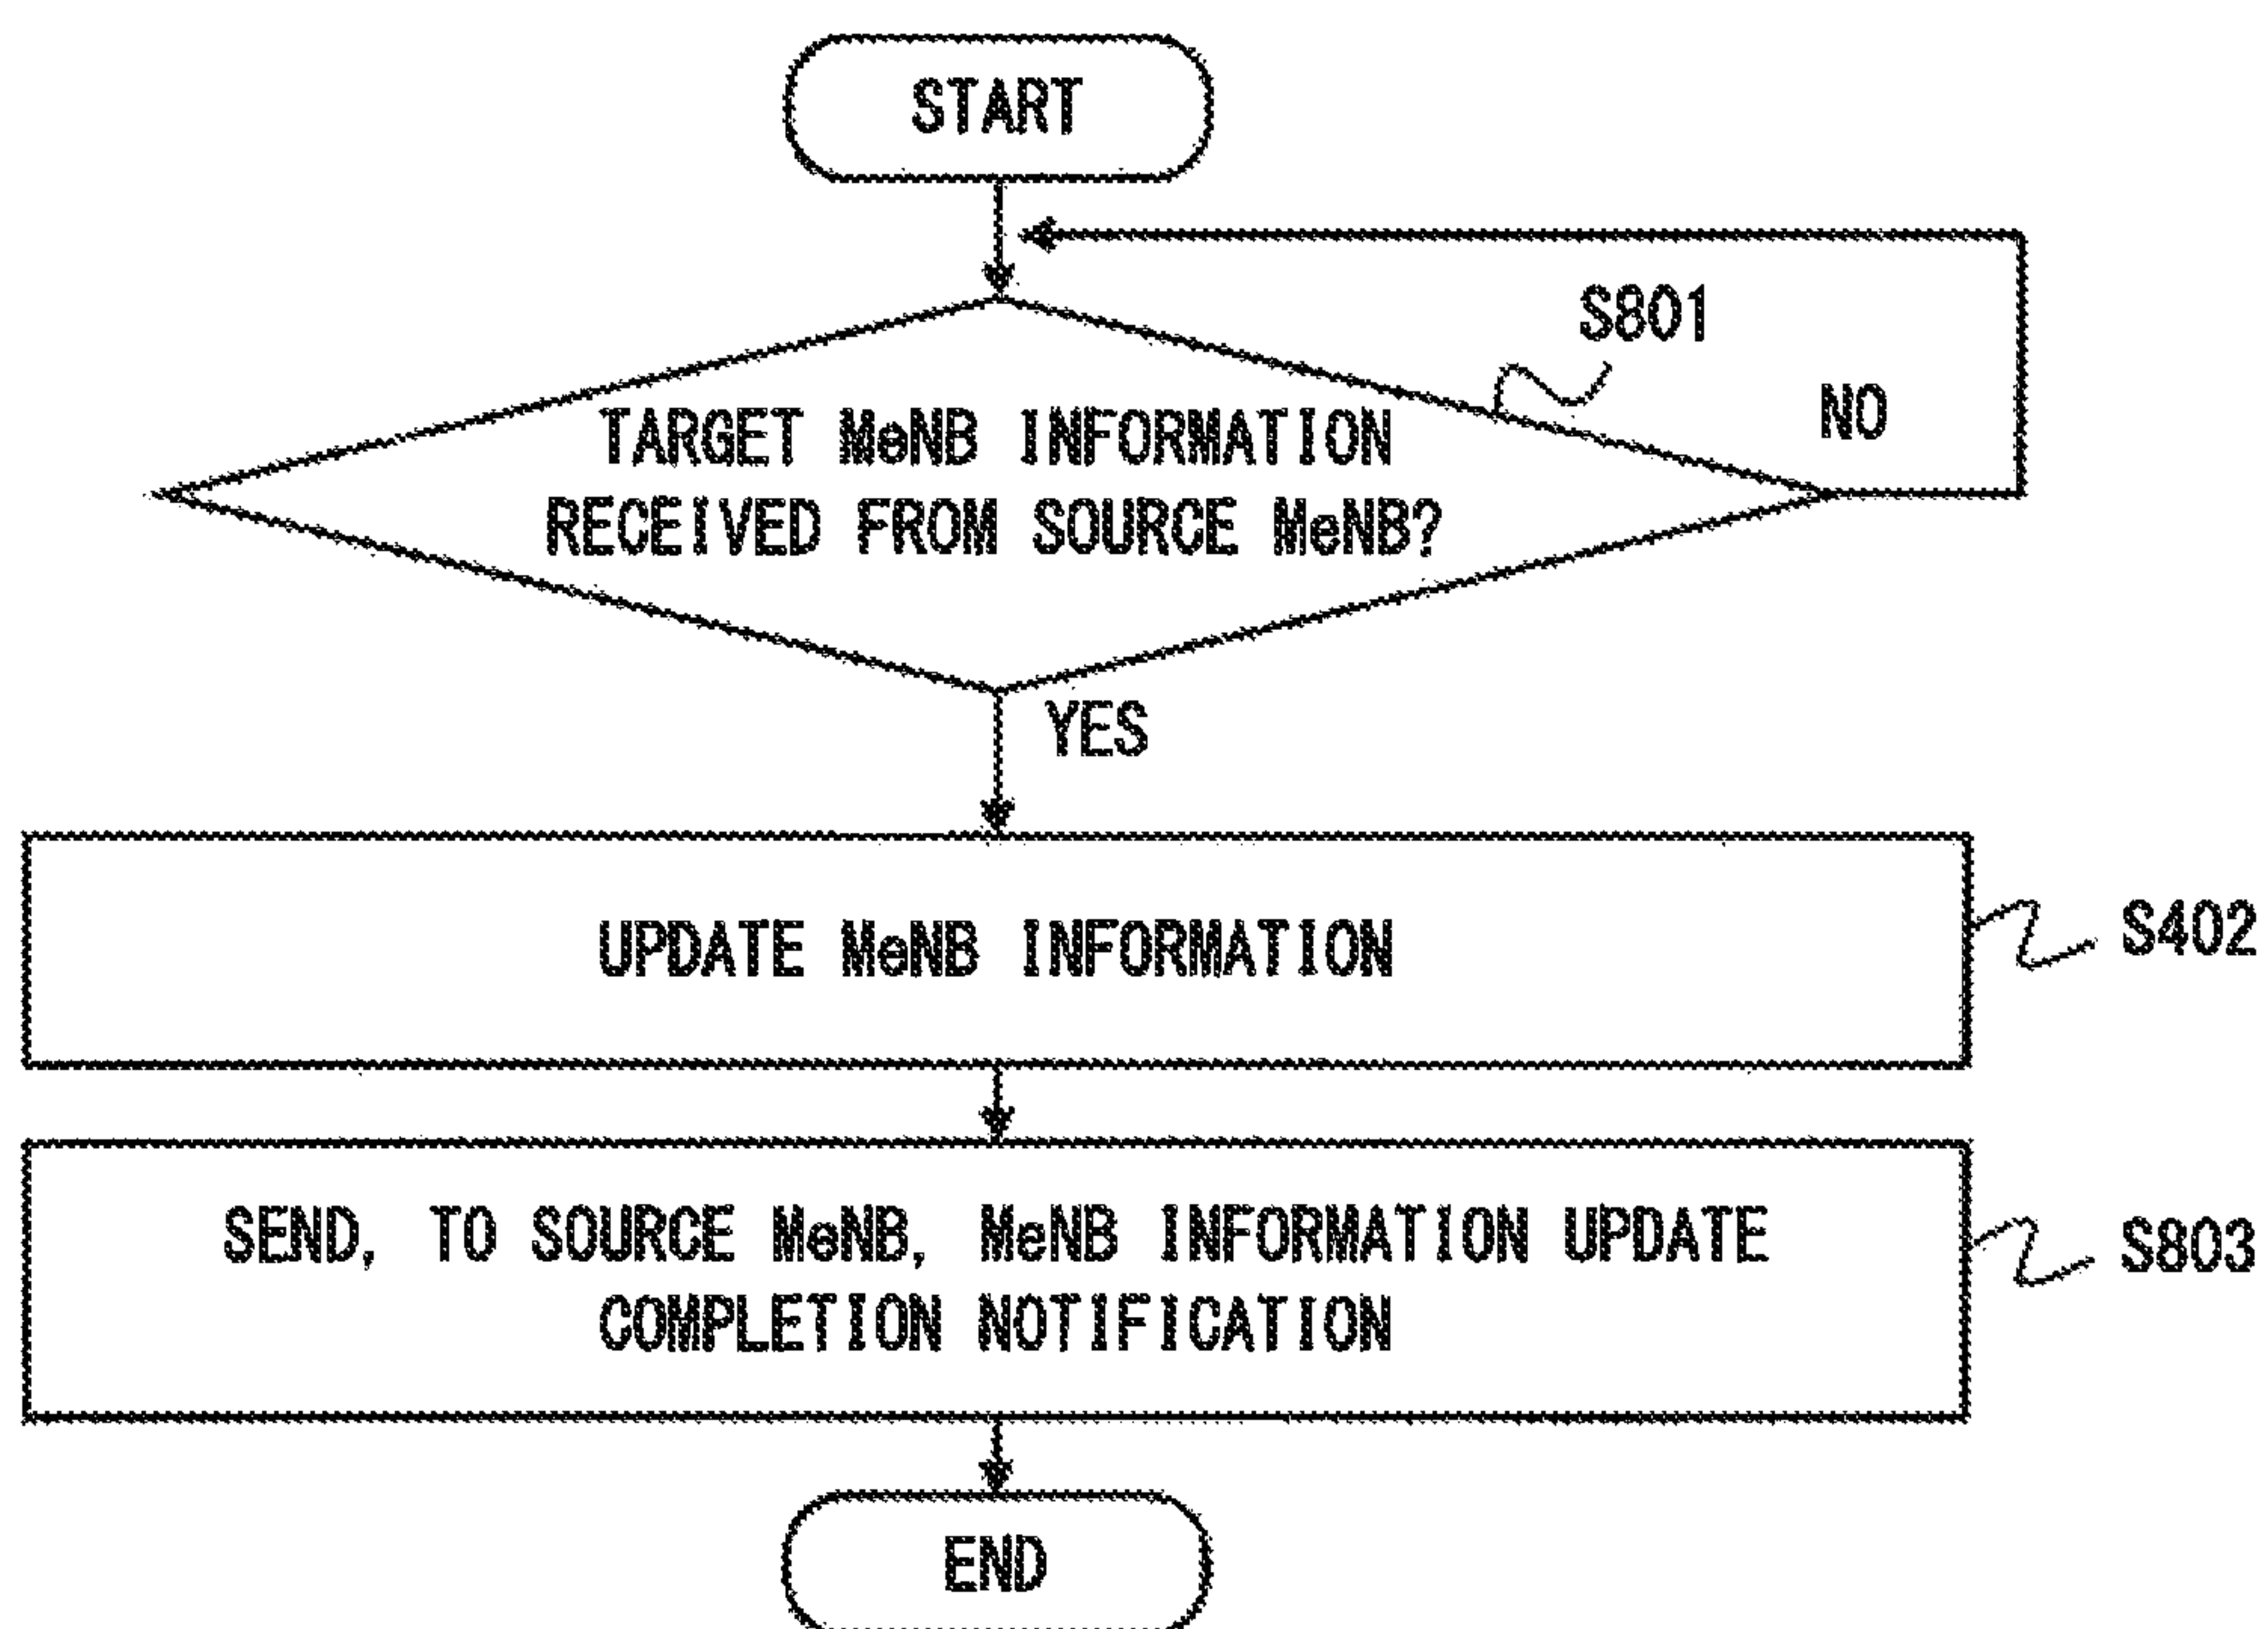 START
S801
NO
TARGET MeNB INFORMATION
RECEIVED FROM SOURCE MeNB?
YES
UPDATE MeNB INFORMATION
S402
SEND, TO SOURCE MeNB, MeNB INFORMATION UPDATE
COMPLETION NOTIFICATION
S803
END